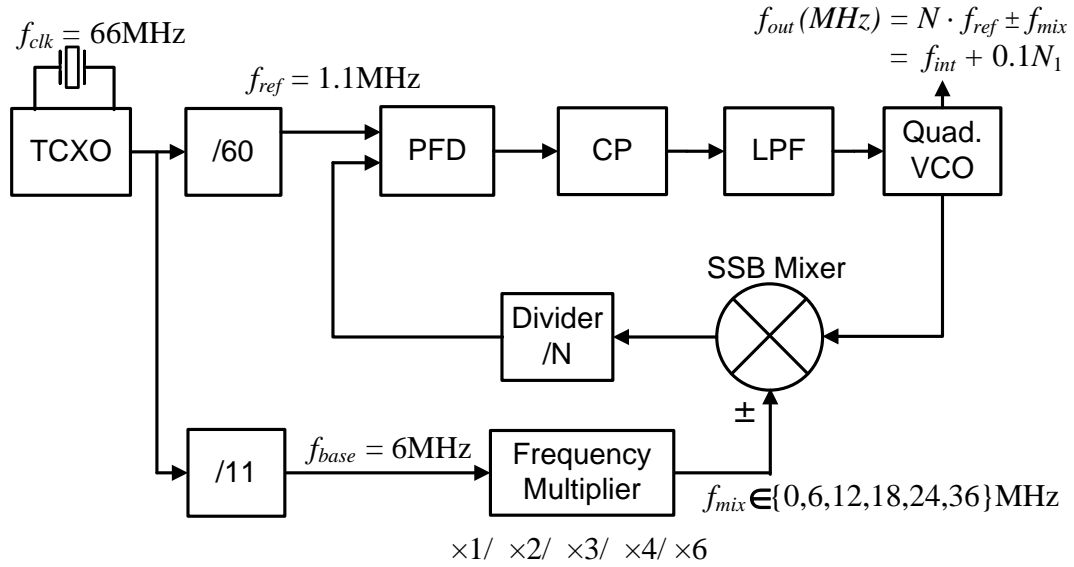 f_clk = 66MHz
f_out (MHz) = N · f_ref ± f_mix
= f_int + 0.1N_1
f_ref = 1.1MHz
TCXO
/60
PFD
CP
LPF
Quad.
VCO
SSB Mixer
Divider
/N
±
/11
f_base = 6MHz
Frequency
Multiplier
f_mix ∈{0,6,12,18,24,36}MHz
×1/ ×2/ ×3/ ×4/ ×6